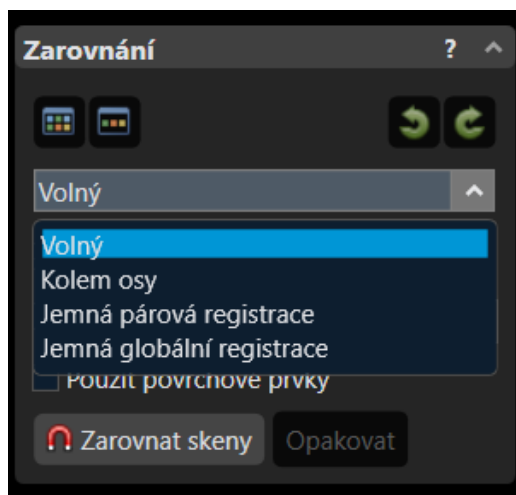 Zarovnání ?
Volný
Volný
Kolem osy
Jemná párová registrace
Jemná globální registrace
Použít povrchové prvky
Zarovnat skeny Opakovat